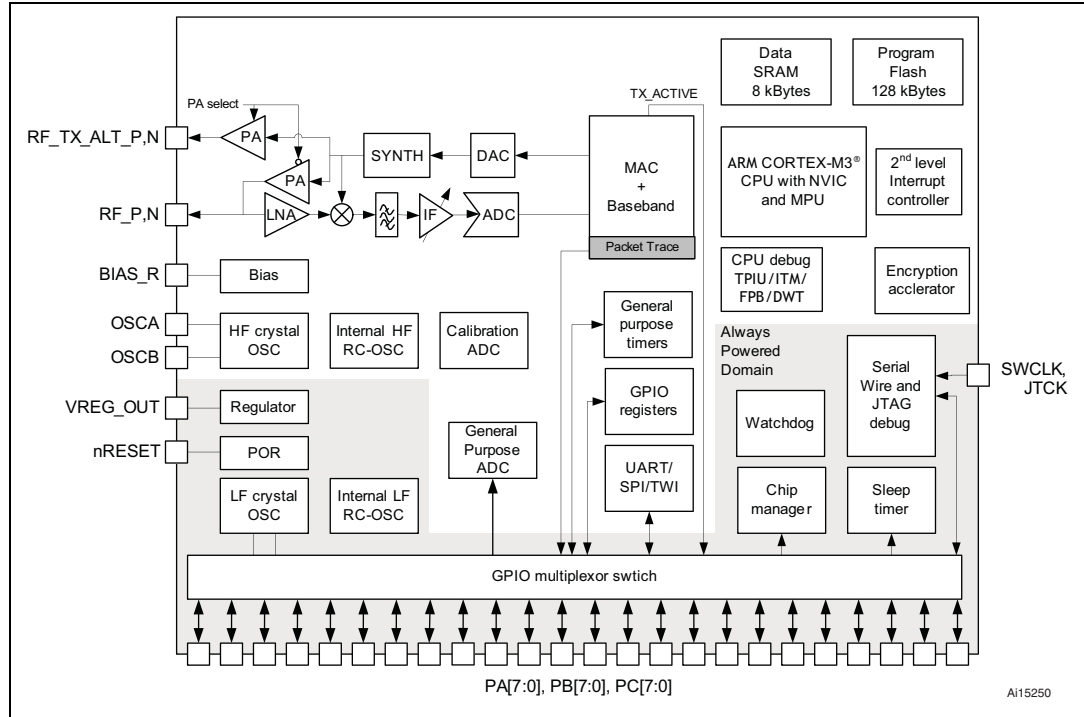 Data
SRAM
8 kBytes
Program
Flash
128 kBytes
TX_ACTIVE
PA select
RF_TX_ALT_P,N
PA
SYNTH
DAC
MAC
+
Baseband
ARM CORTEX-M3®
CPU with NVIC
and MPU
2nd level
Interrupt
controller
PA
RF_P,N
LNA
IF
ADC
Packet Trace
BIAS_R
Bias
CPU debug
TPIU/ITM/
FPB/DWT
Encryption
acclerator
OSCA
OSCB
HF crystal
OSC
Internal HF
RC-OSC
Calibration
ADC
General
purpose
timers
Always
Powered
Domain
Serial
Wire and
JTAG
debug
SWCLK,
JTCK
VREG_OUT
Regulator
GPIO
registers
Watchdog
nRESET
POR
General
Purpose
ADC
UART/
SPI/TWI
Chip
manager
Sleep
timer
LF crystal
OSC
Internal LF
RC-OSC
GPIO multiplexor swtich
PA[7:0], PB[7:0], PC[7:0]
Ai15250